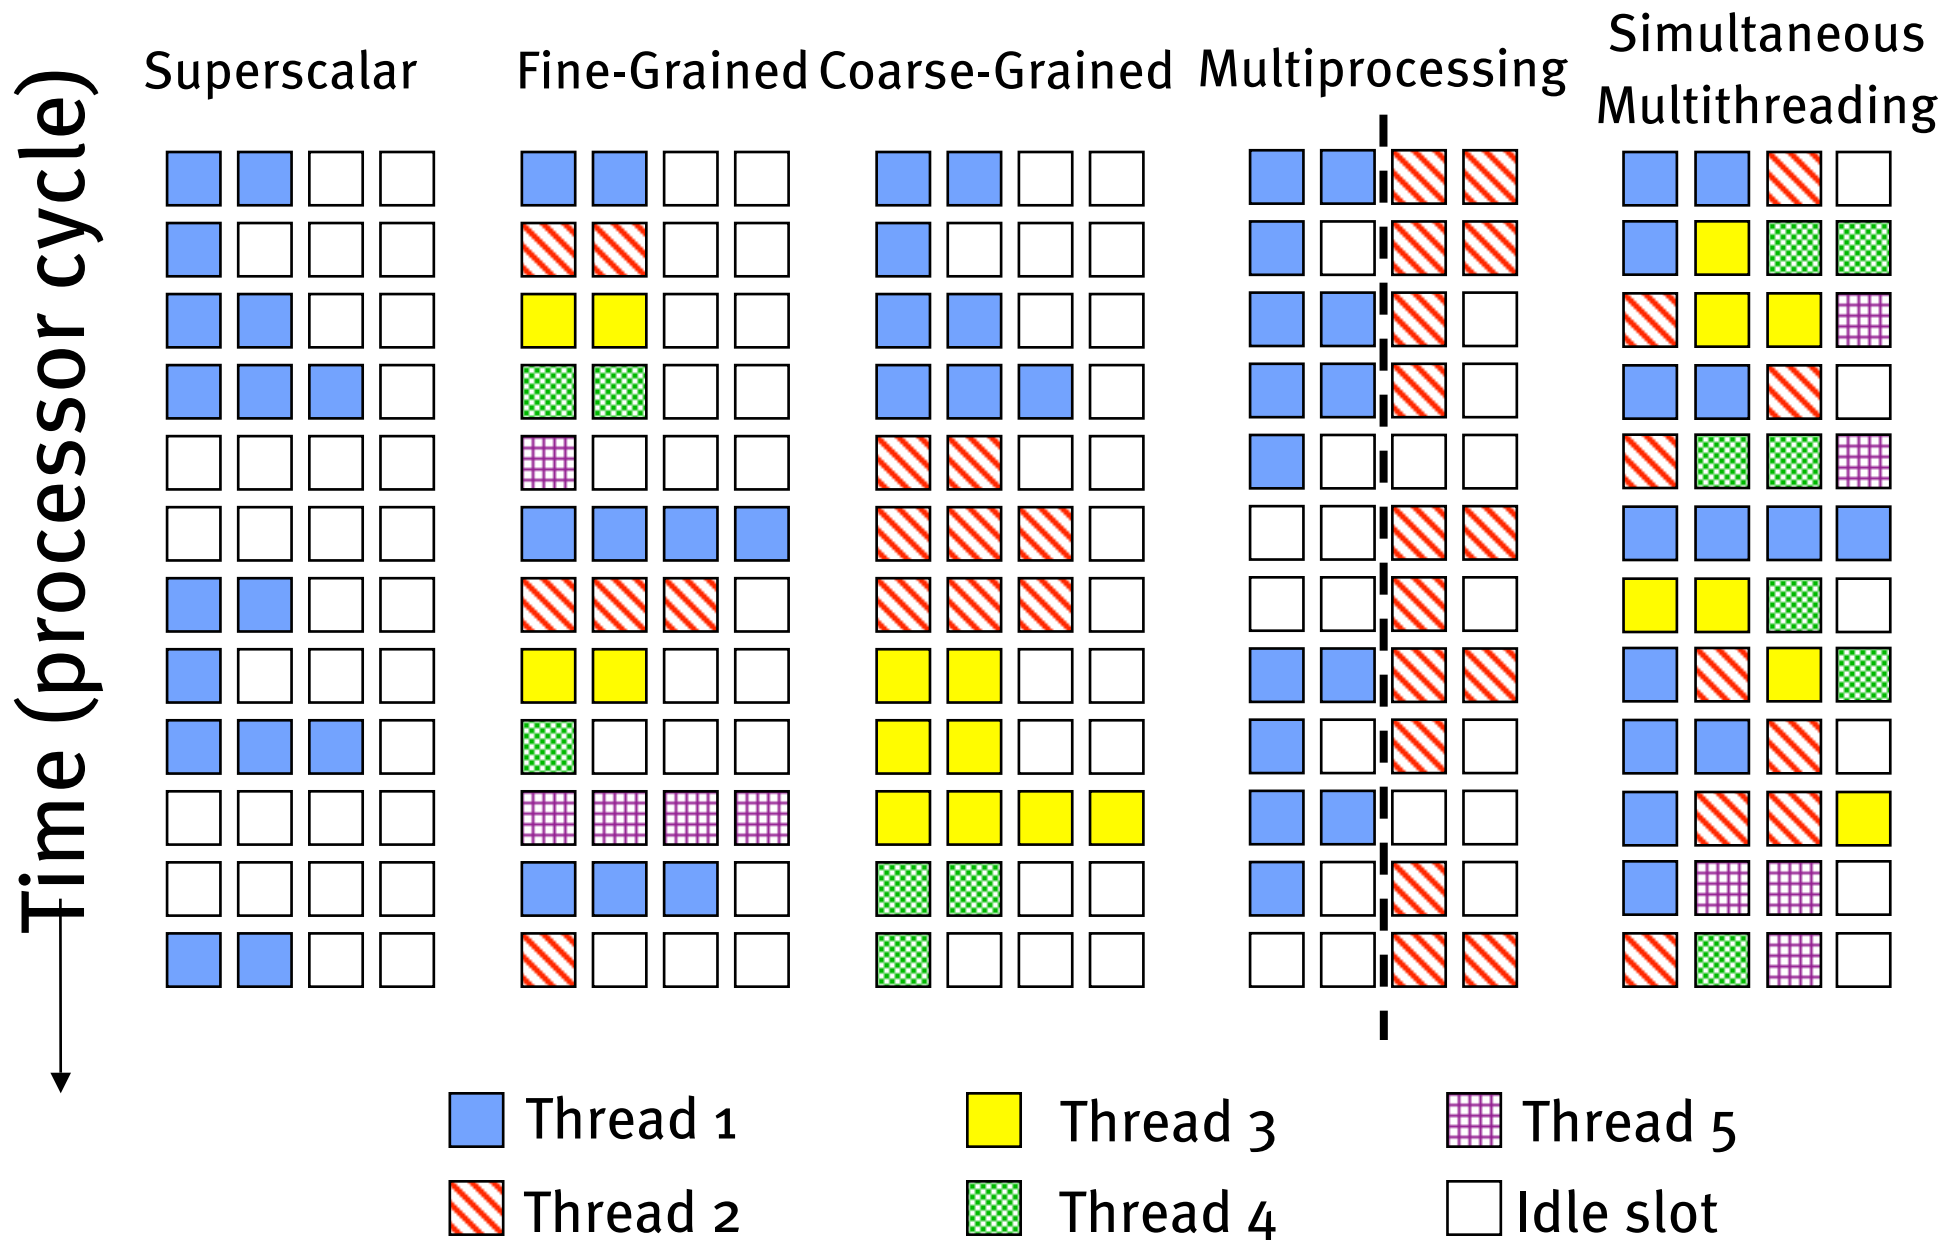 Superscalar
Fine-Grained
Coarse-Grained
Multiprocessing
Simultaneous
Multithreading
Time (processor cycle)
Thread 1
Thread 3
Thread 5
Thread 2
Thread 4
Idle slot